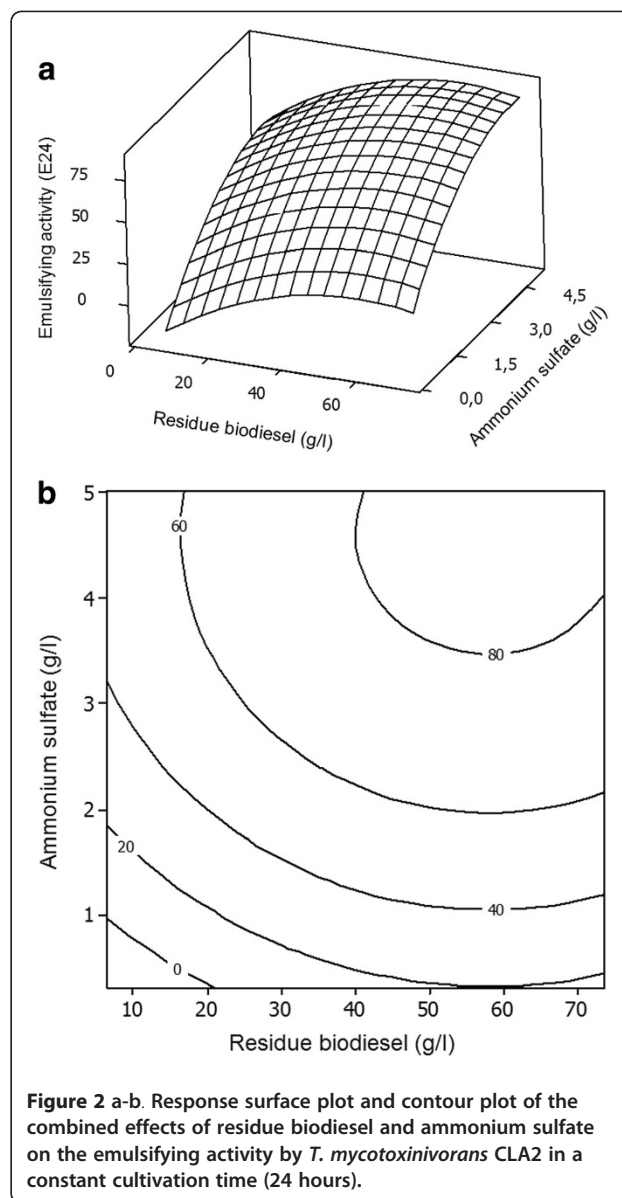 a
Emulsifying activity (E24)
75
50
25
0
0
20
40
60
Residue biodiesel (g/l)
0,0
1,5
3,0
4,5
Ammonium sulfate (g/l)
b
Ammonium sulfate (g/l)
5
4
3
2
1
60
80
20
40
0
10 20 30 40 50 60 70
Residue biodiesel (g/l)
Figure 2 a-b. Response surface plot and contour plot of the
combined effects of residue biodiesel and ammonium sulfate
on the emulsifying activity by T. mycotoxinivorans CLA2 in a
constant cultivation time (24 hours).